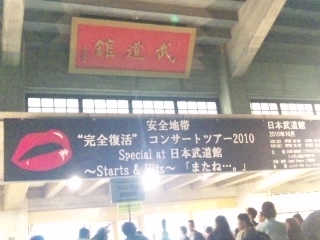 武道館
安全地帯
“完全復活”コンサートツアー2010
Special at 日本武道館
～Starts & Hits～「またね…。」
日本武道館
2010年10月